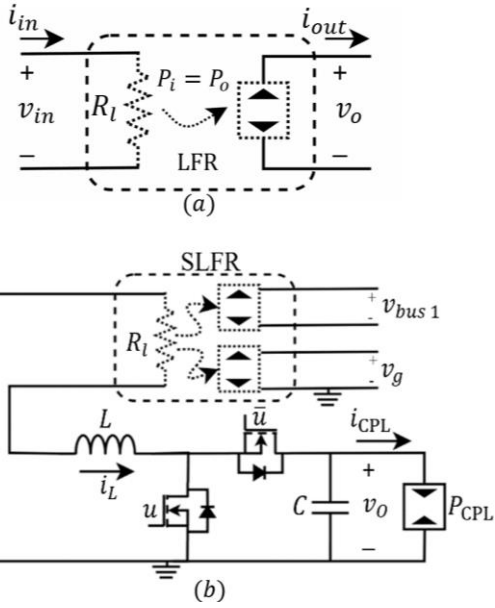 i_in i_out
+ P_i = P_o +
v_in R_l v_o
− LFR −
(a)
SLFR
+
v_bus 1
-
R_l
+
v_g
-
L ū i_CPL
i_L u C + v_O − P_CPL
(b)